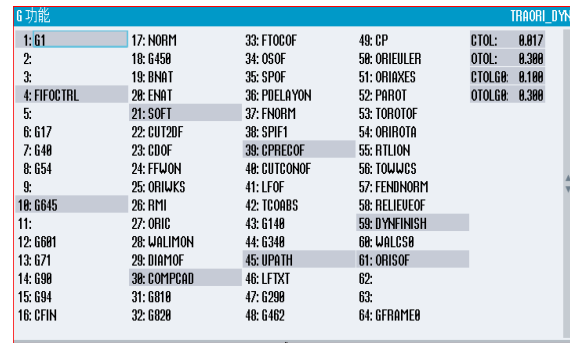 G功能 TRAORI_DYN
1: G1 17: NORM 33: FTOCOF 49: CP CTOL: 0.017
2: 18: G450 34: OSOF 50: ORIEULER OTOL: 0.300
3: 19: BNAT 35: SPOF 51: ORIAXES CTOLG0: 0.100
4: FIFOCTRL 20: ENAT 36: PDELAYON 52: PAROT OTOLG0: 0.300
5: 21: SOFT 37: FNORM 53: TOROTOF
6: G17 22: CUT2DF 38: SPIF1 54: ORIROTA
7: G40 23: CDOF 39: CPRECOF 55: RTLION
8: G54 24: FFWON 40: CUTCONOF 56: TOWWCS
9: 25: ORIWKS 41: LFOF 57: FENDNORM
10: G645 26: RMI 42: TCOABS 58: RELIEVEOF
11: 27: ORIC 43: G140 59: DYNFINISH
12: G601 28: WALIMON 44: G340 60: WALCS0
13: G71 29: DIAMOF 45: UPATH 61: ORISOF
14: G90 30: COMPCAD 46: LFTXT 62:
15: G94 31: G810 47: G290 63:
16: CFIN 32: G820 48: G462 64: GFRAME0